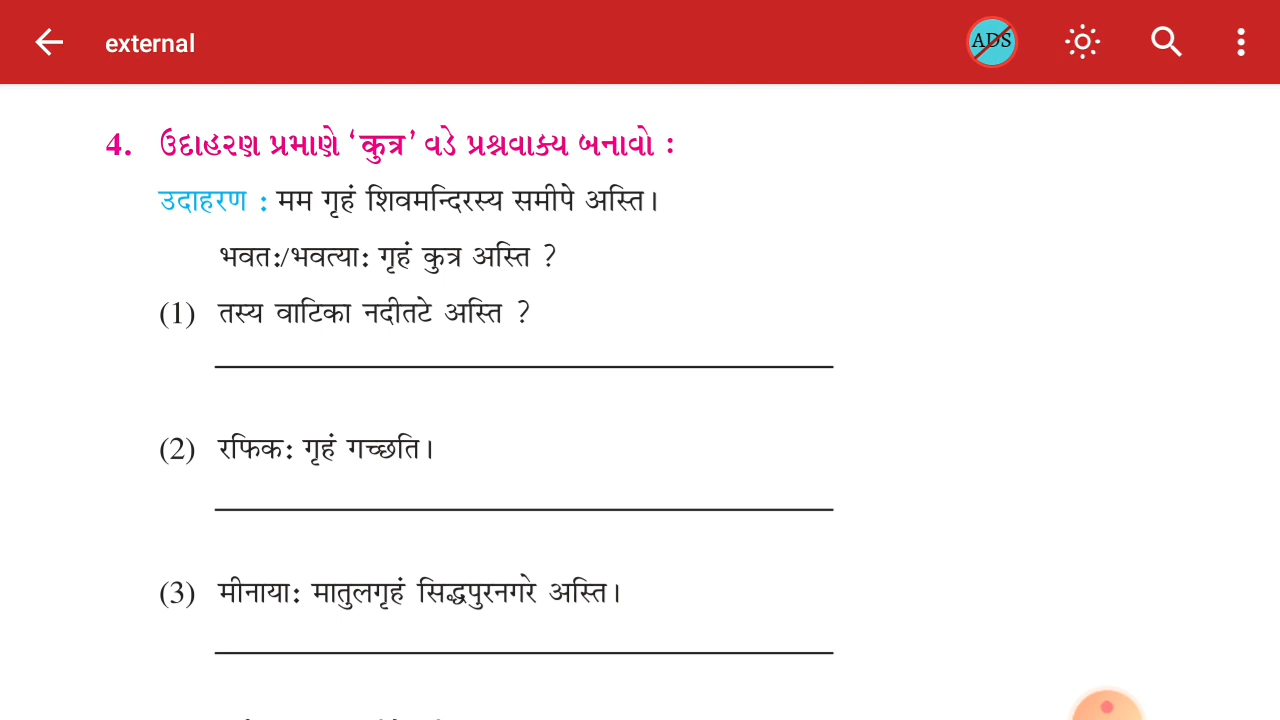 external
ADS
4. ઉદાહરણ પ્રમાણે ‘कुत्र’ વડે પ્રશ્નવાક્ય બનાવો :
उदाहरण : मम गृहं शिवमन्दिरस्य समीपे अस्ति।
भवतः/भवत्याः गृहं कुत्र अस्ति ?
(1) तस्य वाटिका नदीतटे अस्ति ?
(2) रफिकः गृहं गच्छति।
(3) मीनायाः मातुलगृहं सिद्धपुरनगरे अस्ति।